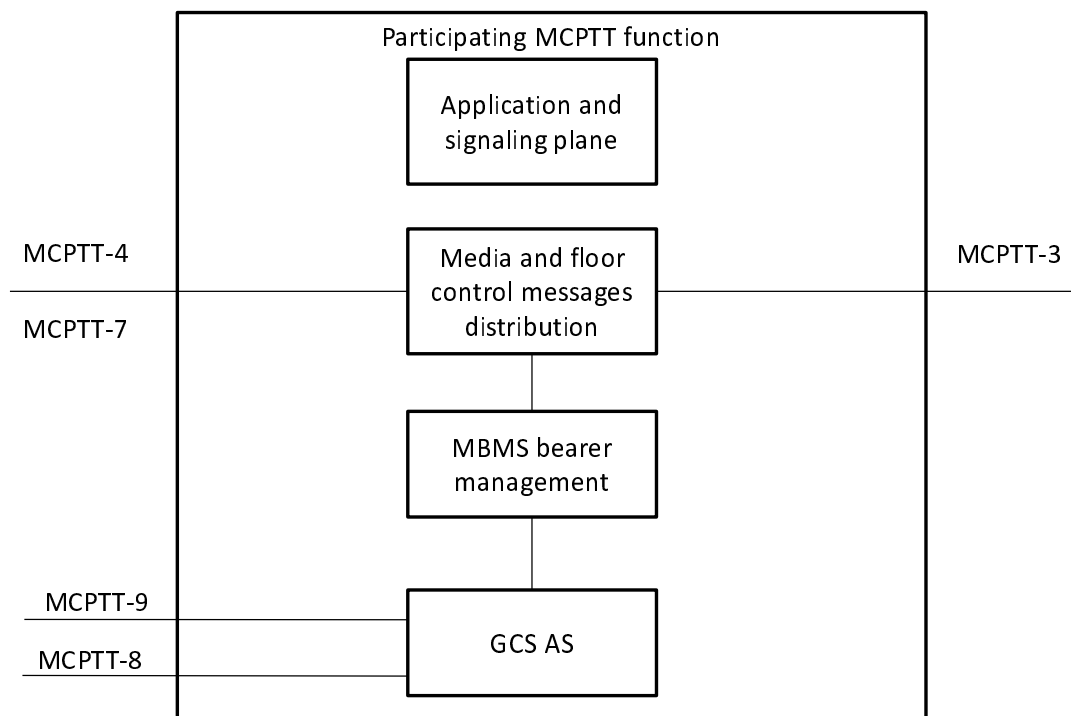 Participating MCPTT function
Application and
signaling plane
MCPTT-4
MCPTT-3
Media and floor
control messages
distribution
MCPTT-7
MBMS bearer
management
MCPTT-9
GCS AS
MCPTT-8